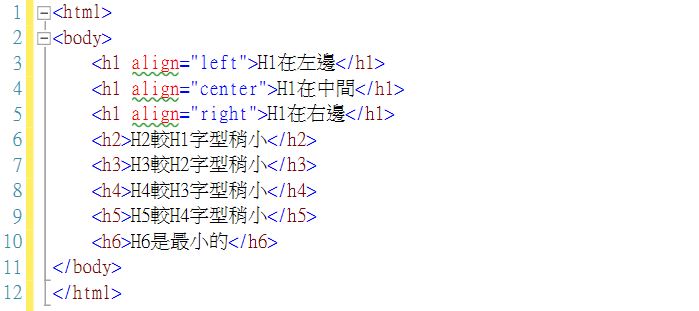 1 <html>
2 <body>
3 <h1 align="left">H1在左邊</h1>
4 <h1 align="center">H1在中間</h1>
5 <h1 align="right">H1在右邊</h1>
6 <h2>H2較H1字型稍小</h2>
7 <h3>H3較H2字型稍小</h3>
8 <h4>H4較H3字型稍小</h4>
9 <h5>H5較H4字型稍小</h5>
10 <h6>H6是最小的</h6>
11 </body>
12 </html>